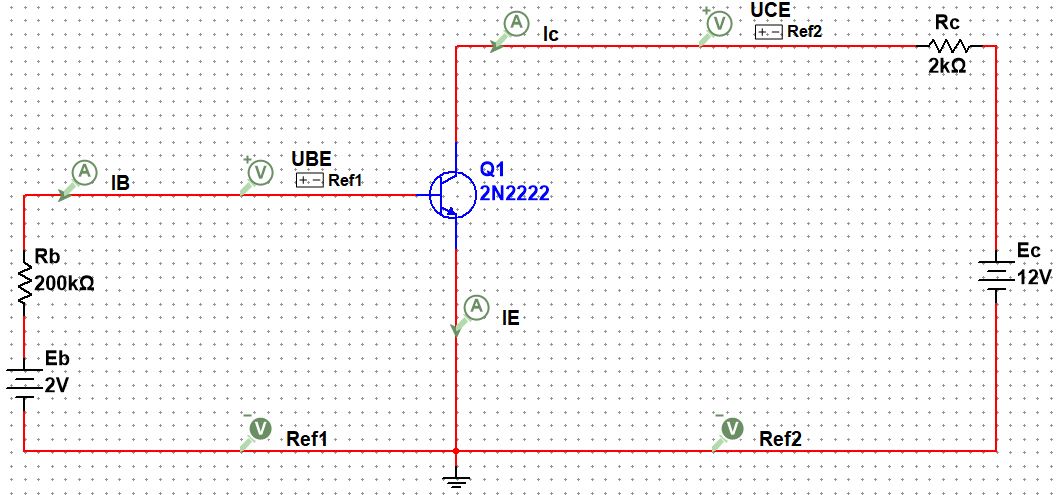 A
Ic
+
V
UCE
+ -
Ref2
Rc
2kΩ
A
IB
+
V
UBE
+ -
Ref1
Q1
2N2222
Rb
200kΩ
Ec
12V
A
IE
Eb
2V
-
V
Ref1
-
V
Ref2